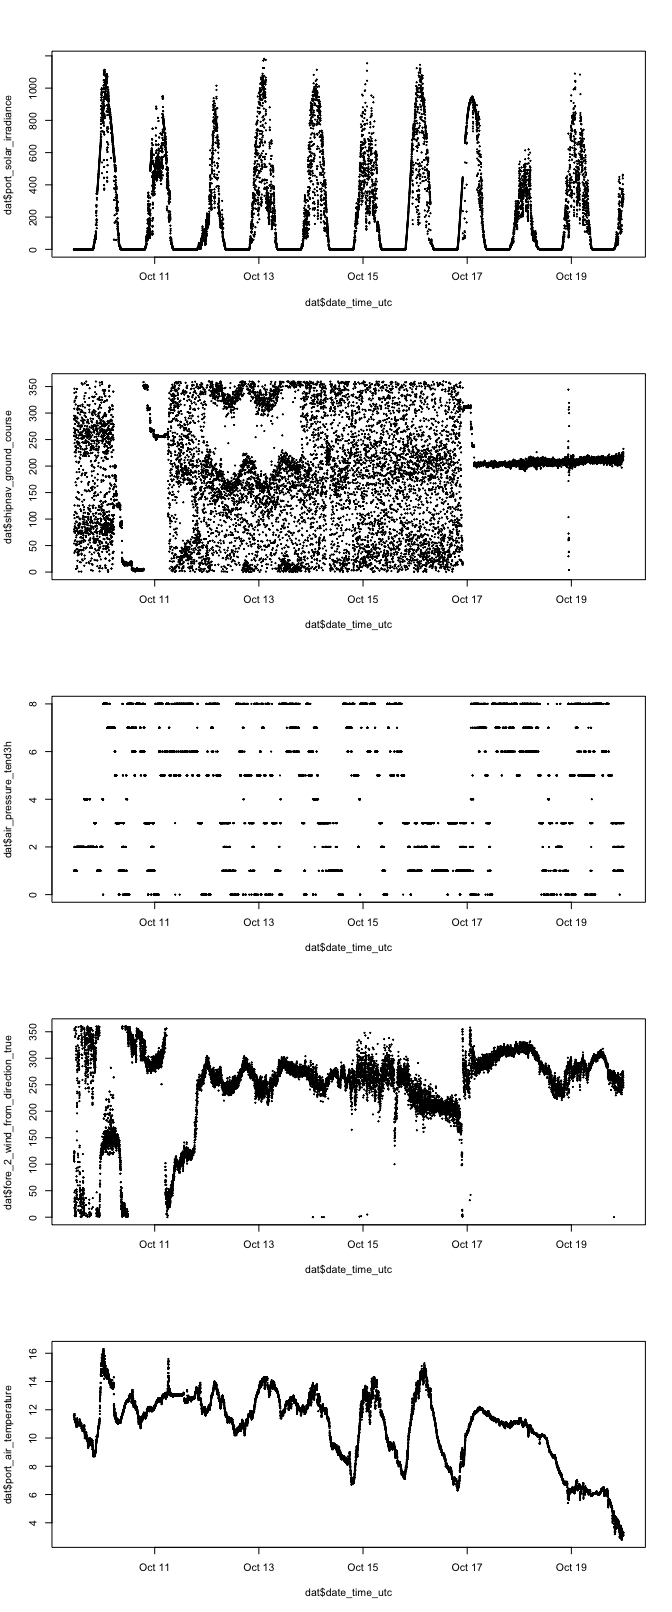 dat$port_solar_irradiance
0 200 400 600 800 1000
Oct 11 Oct 13 Oct 15 Oct 17 Oct 19
dat$date_time_utc
dat$shipnav_ground_course
0 50 100 150 200 250 300 350
Oct 11 Oct 13 Oct 15 Oct 17 Oct 19
dat$date_time_utc
dat$air_pressure_tend3h
0 2 4 6 8
Oct 11 Oct 13 Oct 15 Oct 17 Oct 19
dat$date_time_utc
dat$fore_2_wind_from_direction_true
0 50 100 150 200 250 300 350
Oct 11 Oct 13 Oct 15 Oct 17 Oct 19
dat$date_time_utc
dat$port_air_temperature
4 6 8 10 12 14 16
Oct 11 Oct 13 Oct 15 Oct 17 Oct 19
dat$date_time_utc